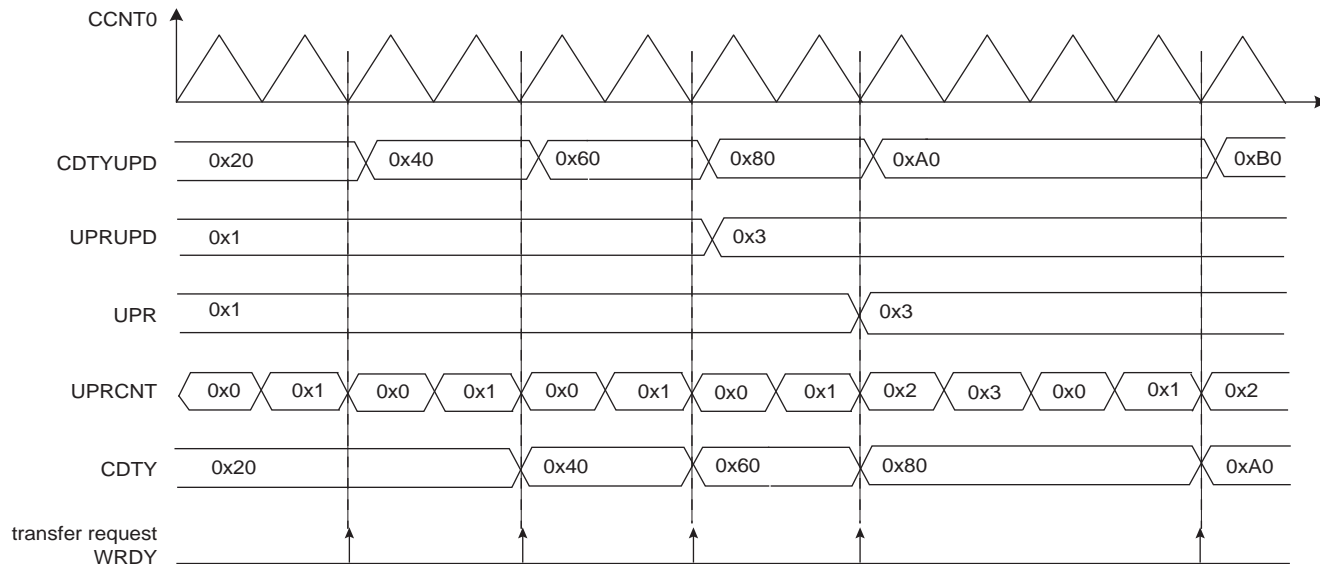 CCNT0
CDTYUPD 0x20 0x40 0x60 0x80 0xA0 0xB0
UPRUPD 0x1 0x3
UPR 0x1 0x3
UPRCNT 0x0 0x1 0x0 0x1 0x0 0x1 0x0 0x1 0x2 0x3 0x0 0x1 0x2
CDTY 0x20 0x40 0x60 0x80 0xA0
transfer request
WRDY